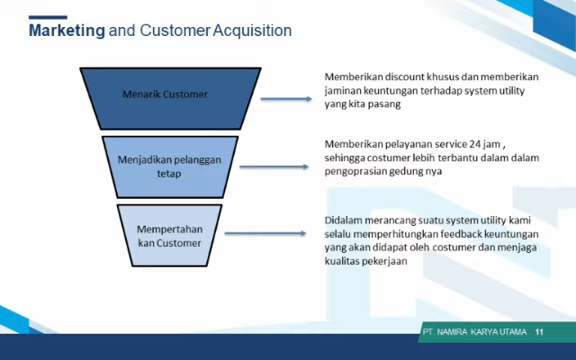 Marketing and Customer Acquisition
Menarik Customer
Memberikan discount khusus dan memberikan
jaminan keuntungan terhadap system utility
yang kita pasang
Menjadikan pelanggan
tetap
Memberikan pelayanan service 24 jam ,
sehingga costumer lebih terbantu dalam dalam
pengoprasian gedung nya
Mempertahan
kan Customer
Didalam merancang suatu system utility kami
selalu memperhitungkan feedback keuntungan
yang akan didapat oleh costumer dan menjaga
kualitas pekerjaan
PT. NAMIRA KARYA UTAMA 11